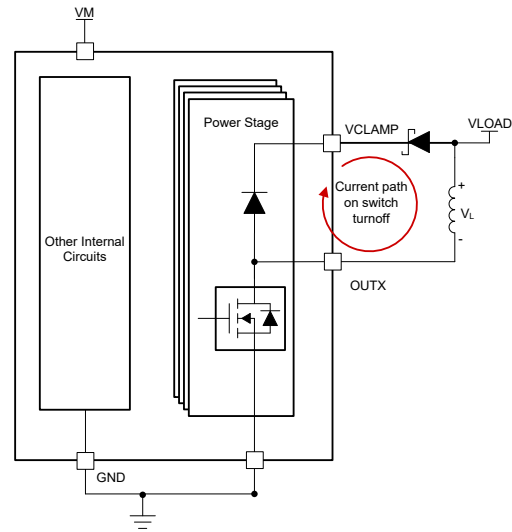 VM
Power Stage
VCLAMP
VLOAD
Current path
on switch
turnoff
+
VL
-
Other Internal
Circuits
OUTX
GND